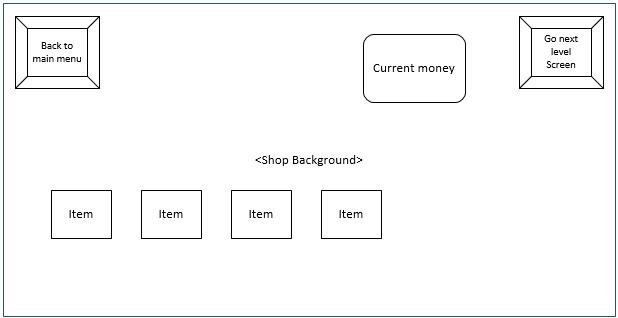 Back to
main menu
Current money
Go next
level
Screen
<Shop Background>
Item
Item
Item
Item